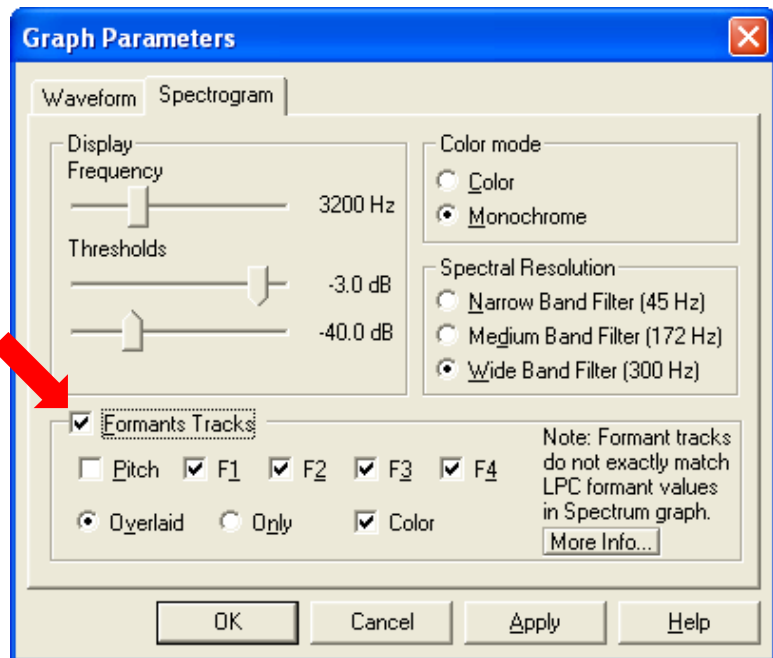 Graph Parameters
Waveform
Spectrogram
Display
Frequency
3200 Hz
Thresholds
-3.0 dB
-40.0 dB
Color mode
Color
Monochrome
Spectral Resolution
Narrow Band Filter (45 Hz)
Medium Band Filter (172 Hz)
Wide Band Filter (300 Hz)
Formants Tracks
Pitch F1 F2 F3 F4
Overlaid Only Color
Note: Formant tracks
do not exactly match
LPC formant values
in Spectrum graph.
More Info...
OK Cancel Apply Help